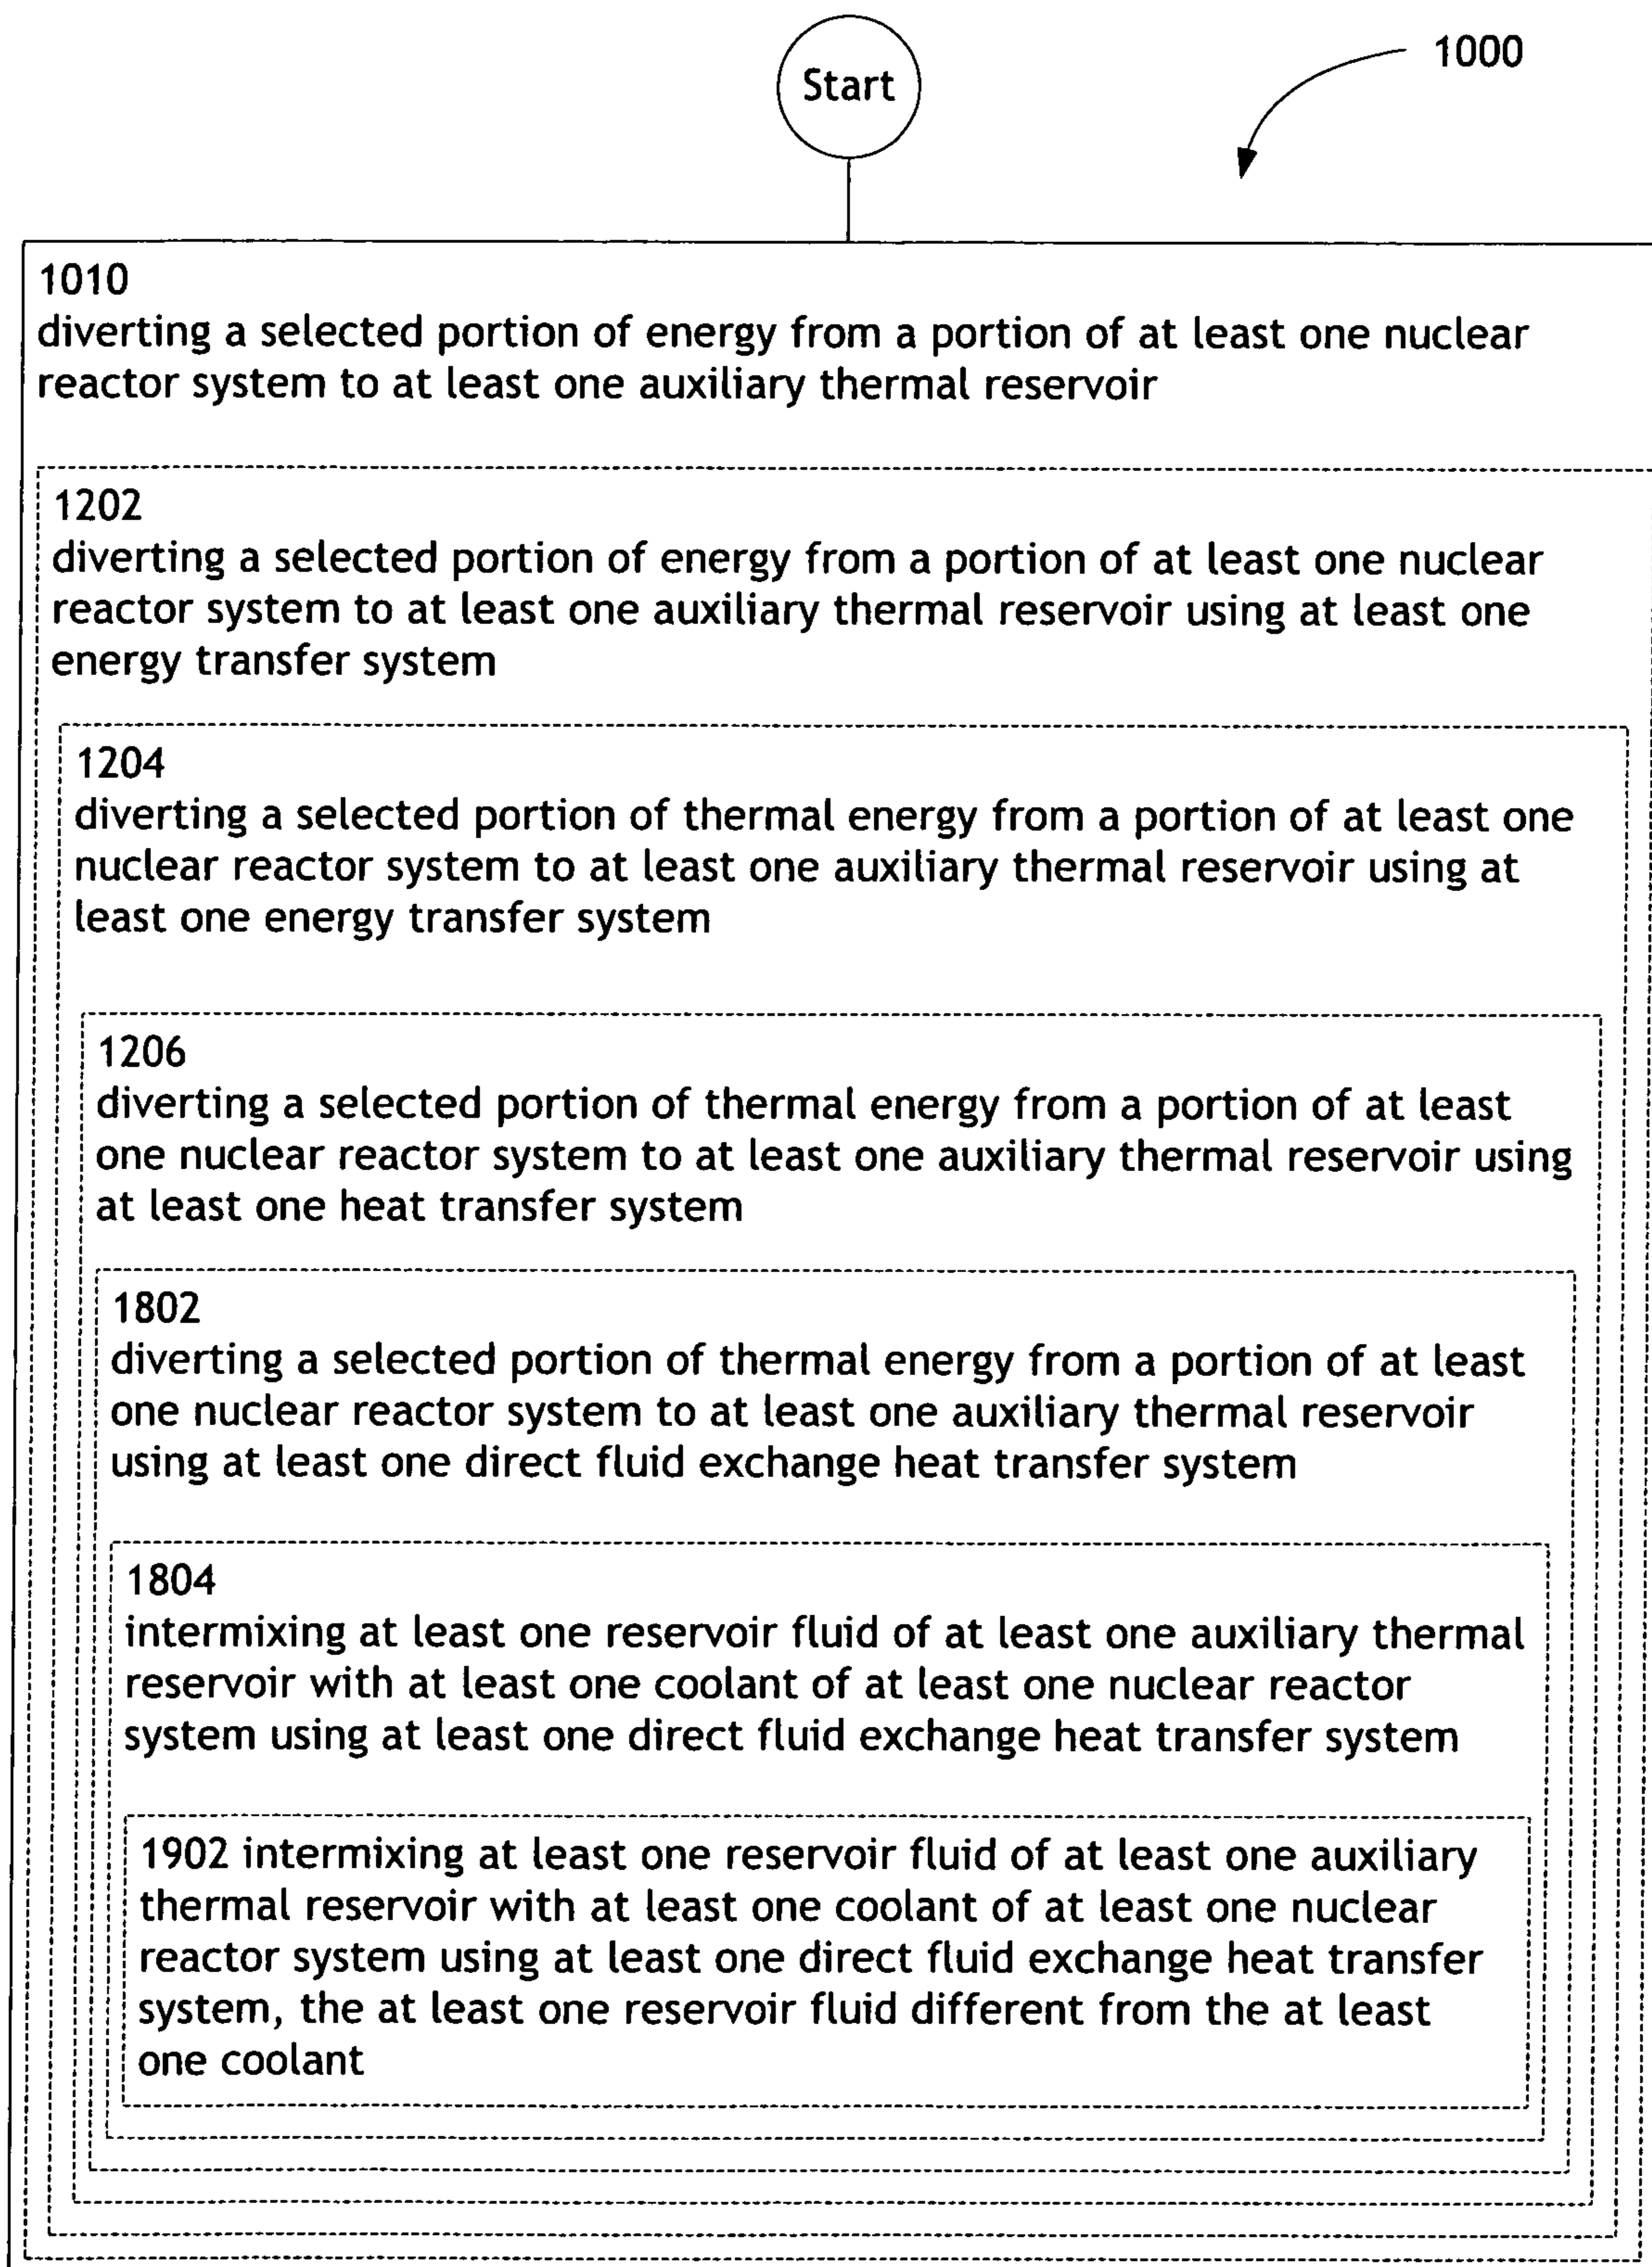 Start
1000
1010
diverting a selected portion of energy from a portion of at least one nuclear
reactor system to at least one auxiliary thermal reservoir
1202
diverting a selected portion of energy from a portion of at least one nuclear
reactor system to at least one auxiliary thermal reservoir using at least one
energy transfer system
1204
diverting a selected portion of thermal energy from a portion of at least one
nuclear reactor system to at least one auxiliary thermal reservoir using at
least one energy transfer system
1206
diverting a selected portion of thermal energy from a portion of at least
one nuclear reactor system to at least one auxiliary thermal reservoir using
at least one heat transfer system
1802
diverting a selected portion of thermal energy from a portion of at least
one nuclear reactor system to at least one auxiliary thermal reservoir
using at least one direct fluid exchange heat transfer system
1804
intermixing at least one reservoir fluid of at least one auxiliary thermal
reservoir with at least one coolant of at least one nuclear reactor
system using at least one direct fluid exchange heat transfer system
1902 intermixing at least one reservoir fluid of at least one auxiliary
thermal reservoir with at least one coolant of at least one nuclear
reactor system using at least one direct fluid exchange heat transfer
system, the at least one reservoir fluid different from the at least
one coolant